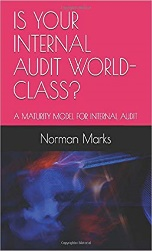 IS YOUR
INTERNAL
AUDIT WORLD-
CLASS?
A MATURITY MODEL FOR INTERNAL AUDIT
Norman Marks